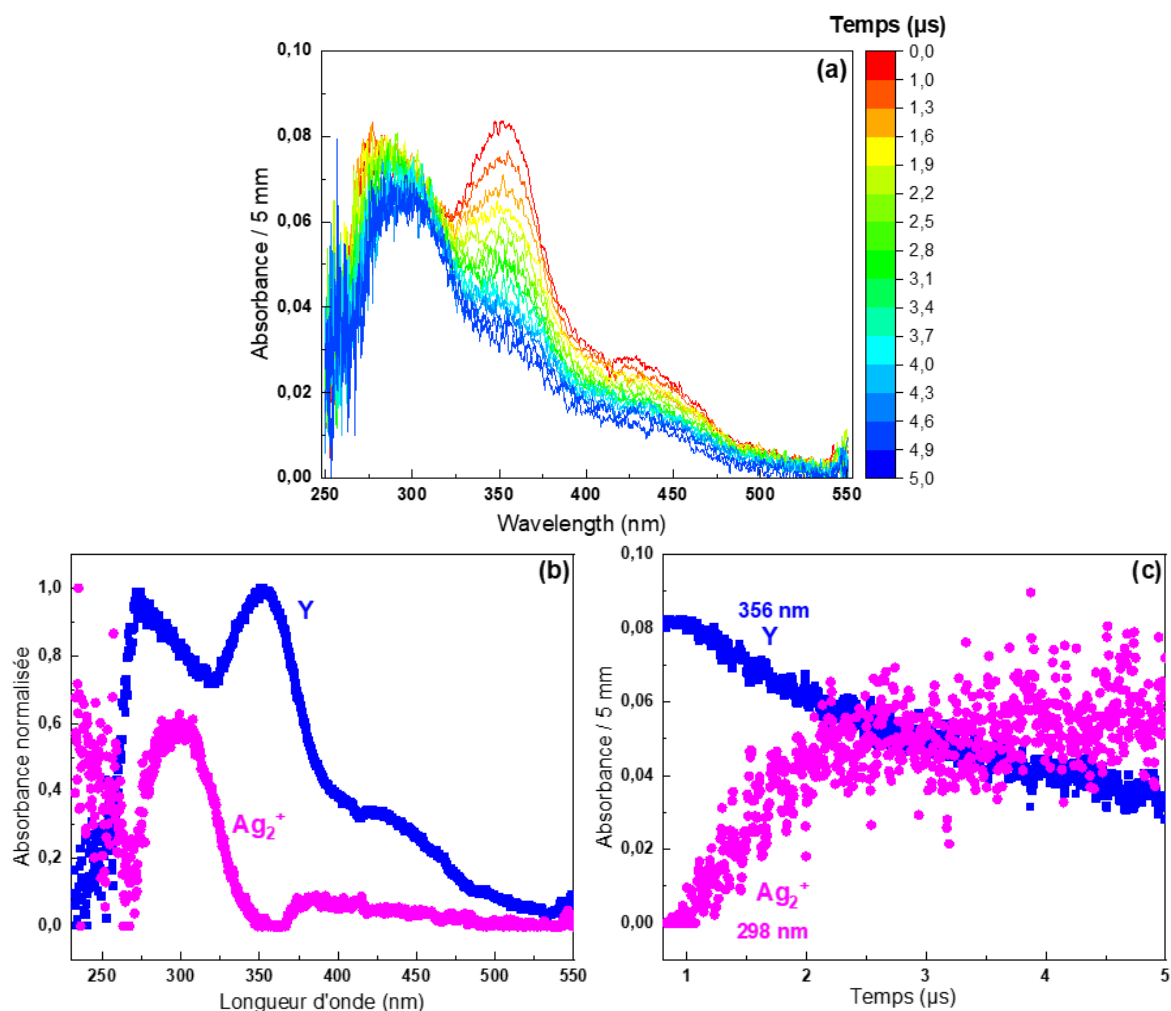 Temps (µs)
(a)
0,10
0,08
0,06
0,04
0,02
0,00
Absorbance / 5 mm
250 300 350 400 450 500 550
Wavelength (nm)
0,0
1,0
1,3
1,6
1,9
2,2
2,5
2,8
3,1
3,4
3,7
4,0
4,3
4,6
4,9
5,0
(b)
1,0
0,8
0,6
0,4
0,2
0,0
Absorbance normalisée
Y
Ag₂⁺
250 300 350 400 450 500 550
Longueur d'onde (nm)
(c)
0,10
0,08
0,06
0,04
0,02
0,00
Absorbance / 5 mm
356 nm
Y
Ag₂⁺
298 nm
1 2 3 4 5
Temps (µs)